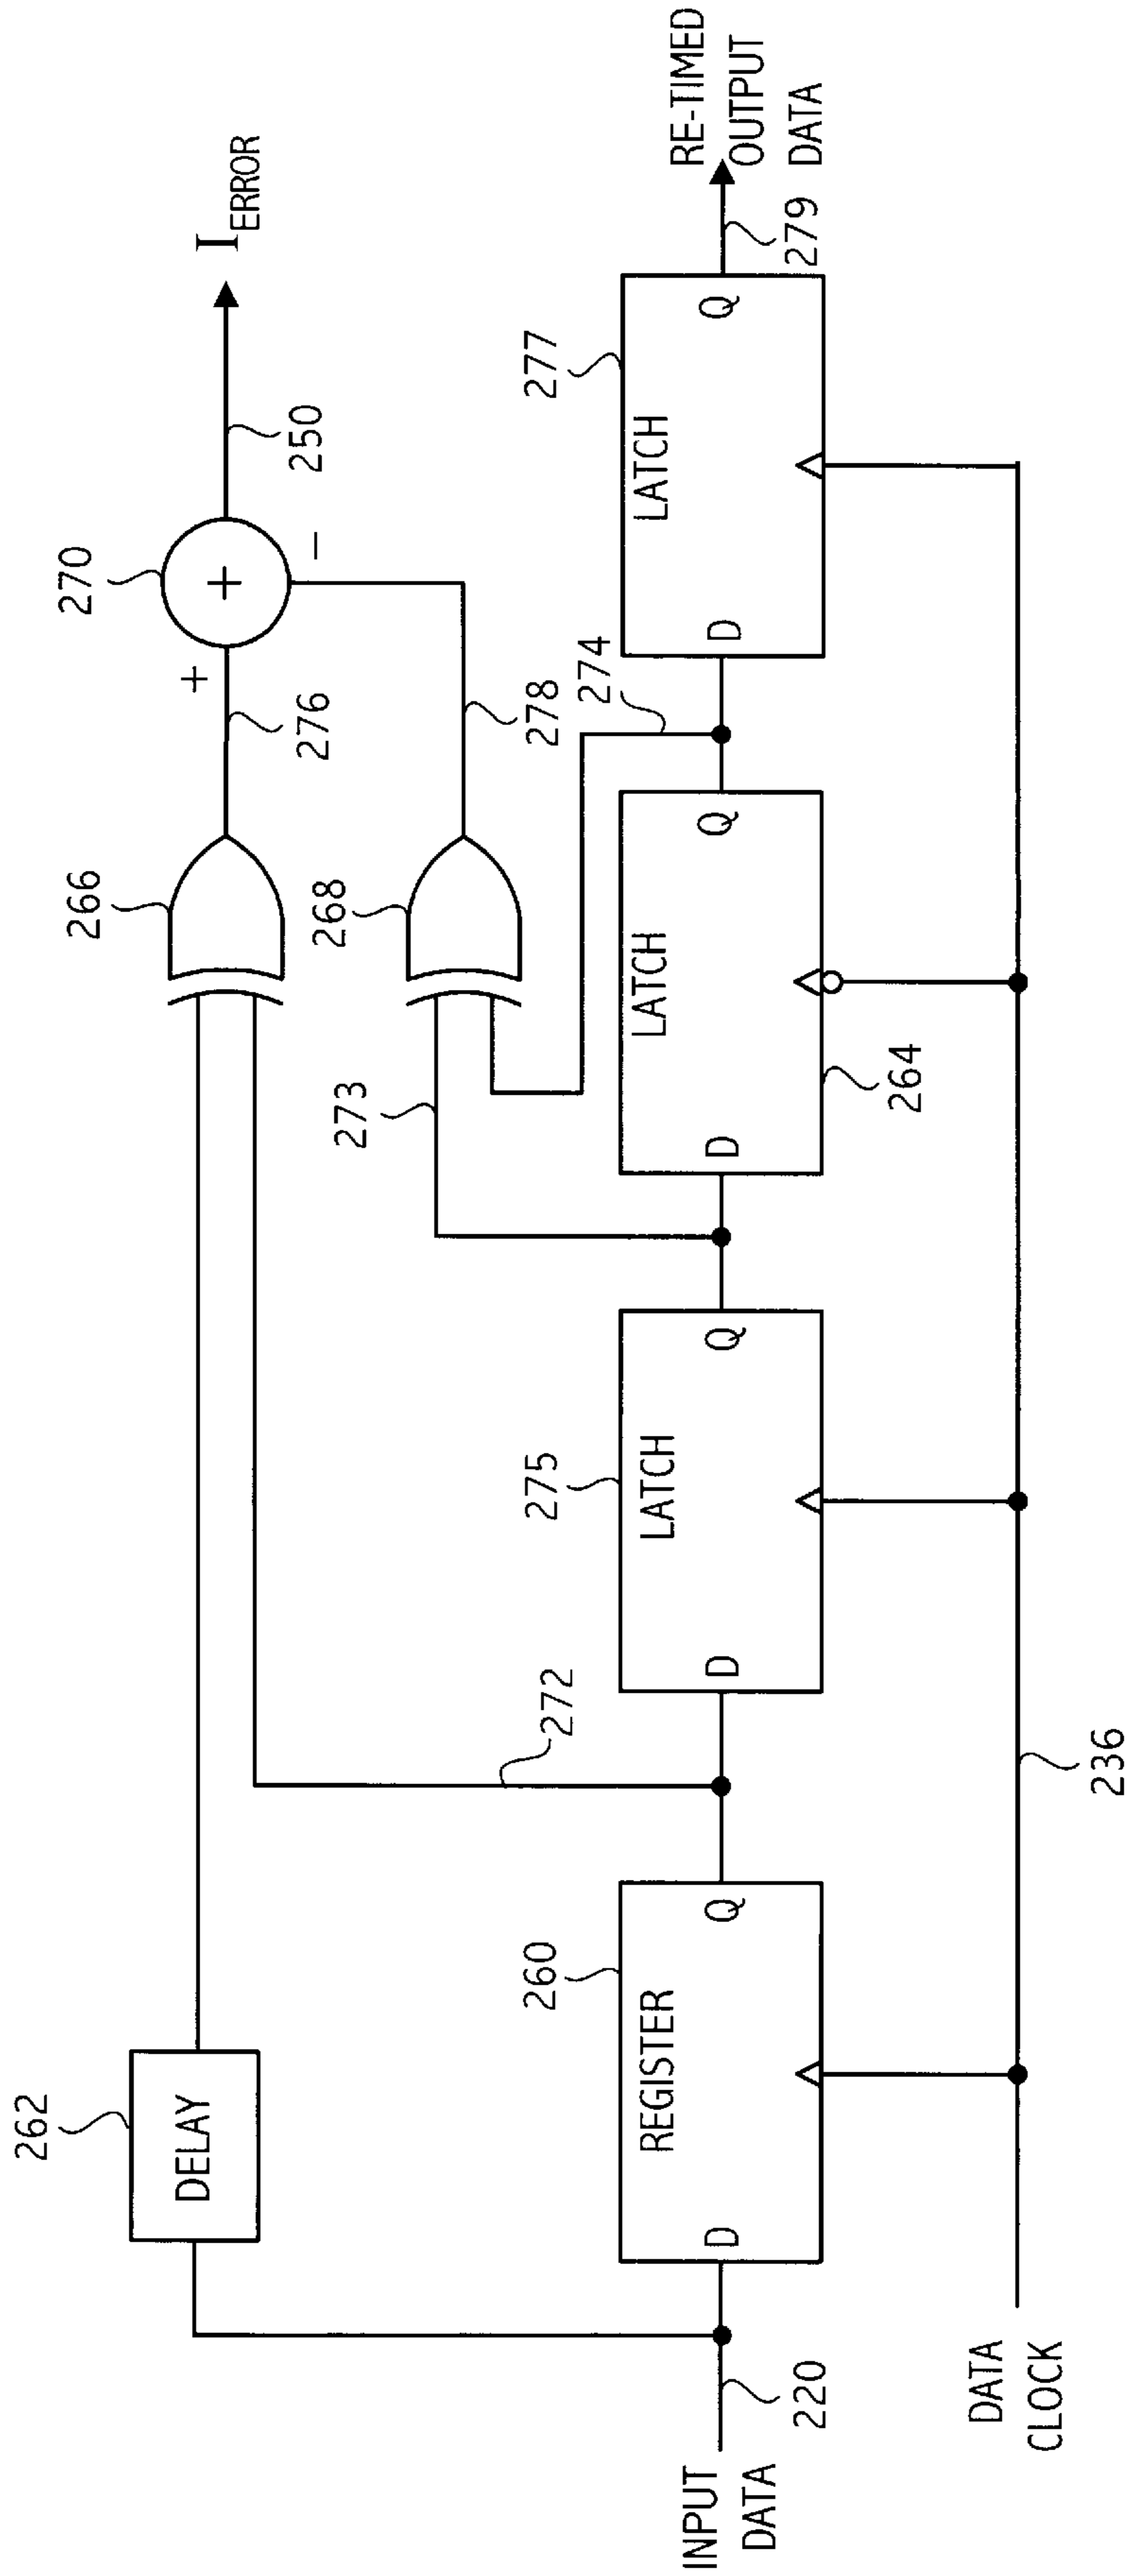 262
DELAY
266
276
+
270
+
−
250
I_ERROR
272
273
268
278
274
INPUT
DATA
220
260
REGISTER
D
Q
275
LATCH
D
Q
LATCH
D
Q
264
277
LATCH
D
Q
279
RE-TIMED
OUTPUT
DATA
DATA
CLOCK
236